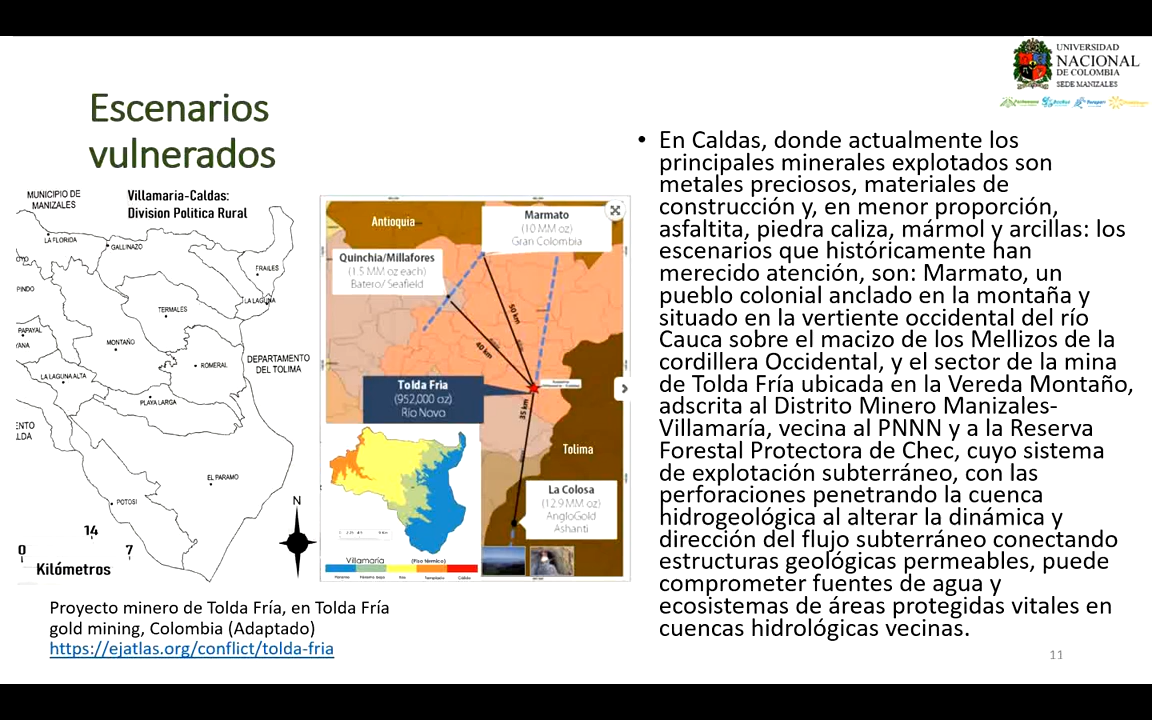 UNIVERSIDAD
NACIONAL
DE COLOMBIA
SEDE MANIZALES
Escenarios
vulnerados
MUNICIPIO DE
MANIZALES
Villamaria-Caldas:
Division Politica Rural
LA FLORIDA
GALLINAZO
FRAILES
PINDO
LA LAGUNA
TERMALES
PAPAYAL
MONTAÑO
ROMERAL
DEPARTAMENTO
DEL TOLIMA
LA LAGUNA ALTA
PLAYA LARGA
EL PARAMO
POTOSI
N
14
0
7
Kilómetros
Antioquia
Marmato
(10 MM oz)
Gran Colombia
Quinchia/Millafores
(1.5 MM oz each)
Batero/ Seafield
50 km
40 km
Tolda Fria
(952,000 oz)
Rio Novo
35 km
Tolima
La Colosa
(12.9 MM oz)
AngloGold
Ashanti
Villamaría
(Piso térmico)
Proyecto minero de Tolda Fría, en Tolda Fría
gold mining, Colombia (Adaptado)
https://ejatlas.org/conflict/tolda-fria
• En Caldas, donde actualmente los
principales minerales explotados son
metales preciosos, materiales de
construcción y, en menor proporción,
asfaltita, piedra caliza, mármol y arcillas: los
escenarios que históricamente han
merecido atención, son: Marmato, un
pueblo colonial anclado en la montaña y
situado en la vertiente occidental del río
Cauca sobre el macizo de los Mellizos de la
cordillera Occidental, y el sector de la mina
de Tolda Fría ubicada en la Vereda Montaño,
adscrita al Distrito Minero Manizales-
Villamaría, vecina al PNNN y a la Reserva
Forestal Protectora de Chec, cuyo sistema
de explotación subterráneo, con las
perforaciones penetrando la cuenca
hidrogeológica al alterar la dinámica y
dirección del flujo subterráneo conectando
estructuras geológicas permeables, puede
comprometer fuentes de agua y
ecosistemas de áreas protegidas vitales en
cuencas hidrológicas vecinas.
11